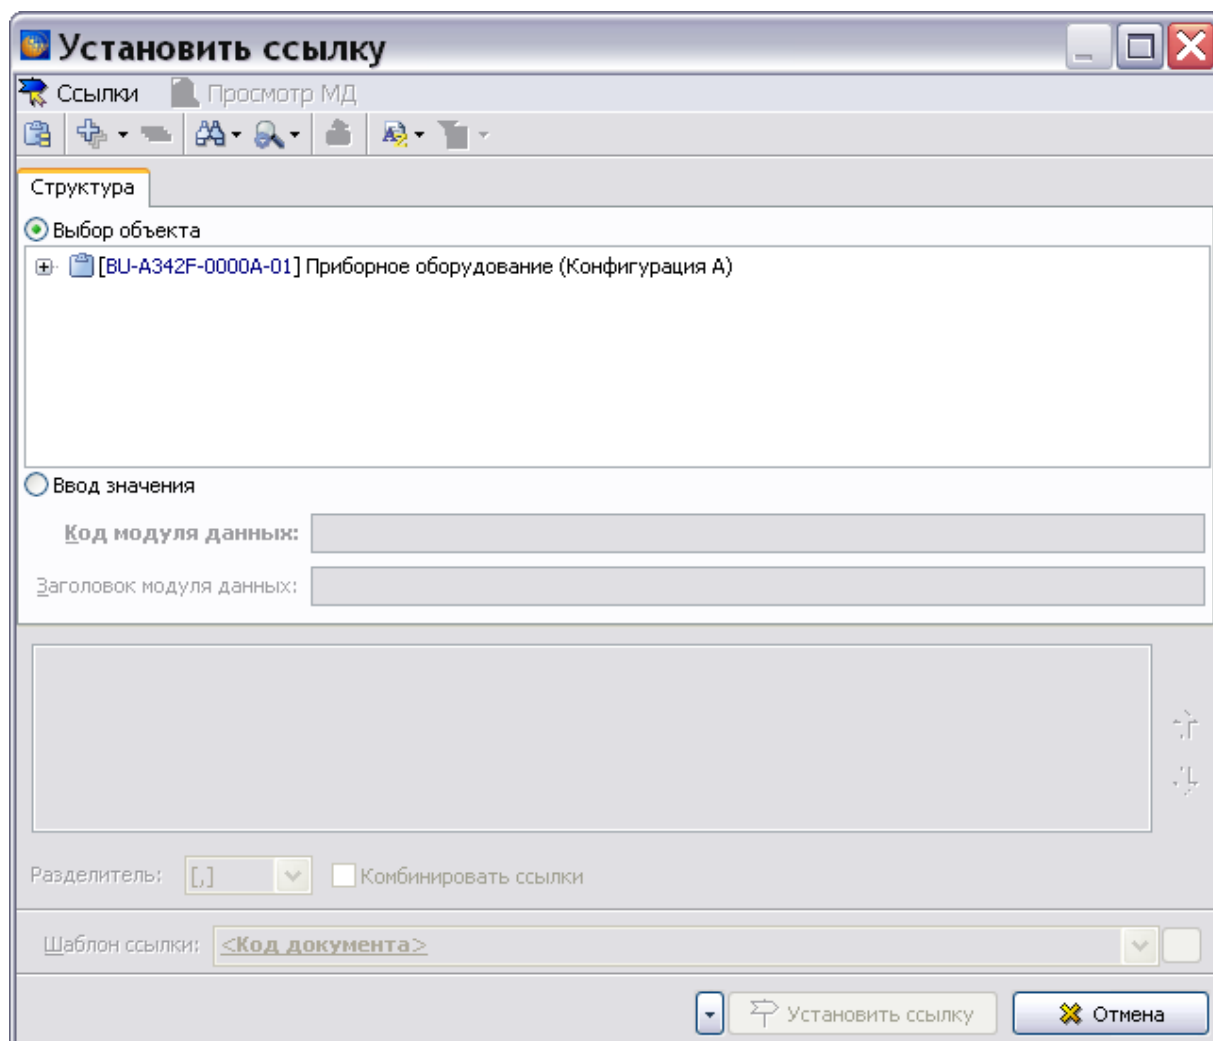 Установить ссылку
Ссылки Просмотр МД
Структура
Выбор объекта
[BU-A342F-0000A-01] Приборное оборудование (Конфигурация А)
Ввод значения
Код модуля данных:
Заголовок модуля данных:
Разделитель: [,] Комбинировать ссылки
Шаблон ссылки: <Код документа>
Установить ссылку Отмена